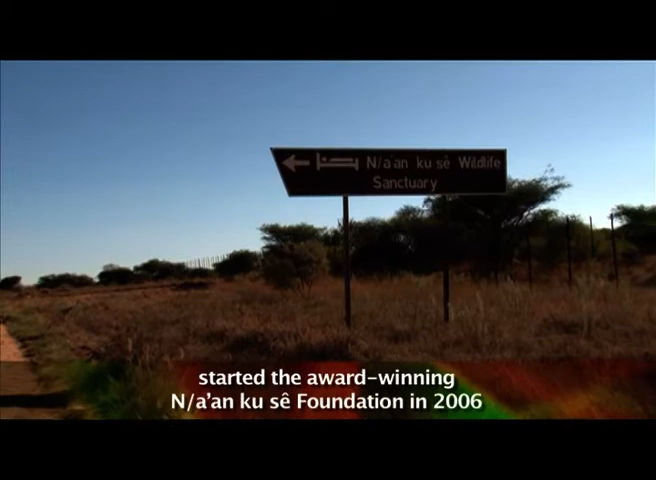 N/a'an ku sê Wildlife
Sanctuary
started the award-winning
N/a'an ku sê Foundation in 2006